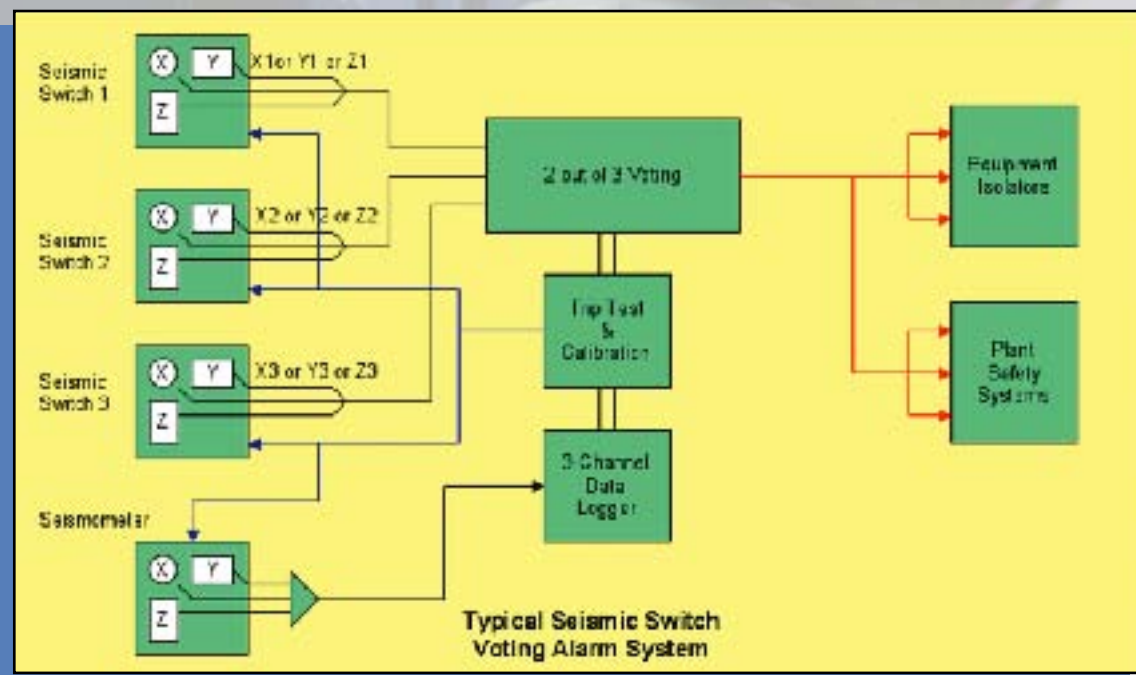 Seismic
Switch 1
X
Y
Z
X1or Y1 or Z1
Seismic
Switch 2
X
Y
Z
X2 or Y2 or Z2
Seismic
Switch 3
X
Y
Z
X3 or Y3 or Z3
Seismometer
X
Y
Z
2 out of 3 Voting
Trip Test
&
Calibration
3-Channel
Data
Logger
Equipment
Isolators
Plant
Safety
Systems
Typical Seismic Switch
Voting Alarm System